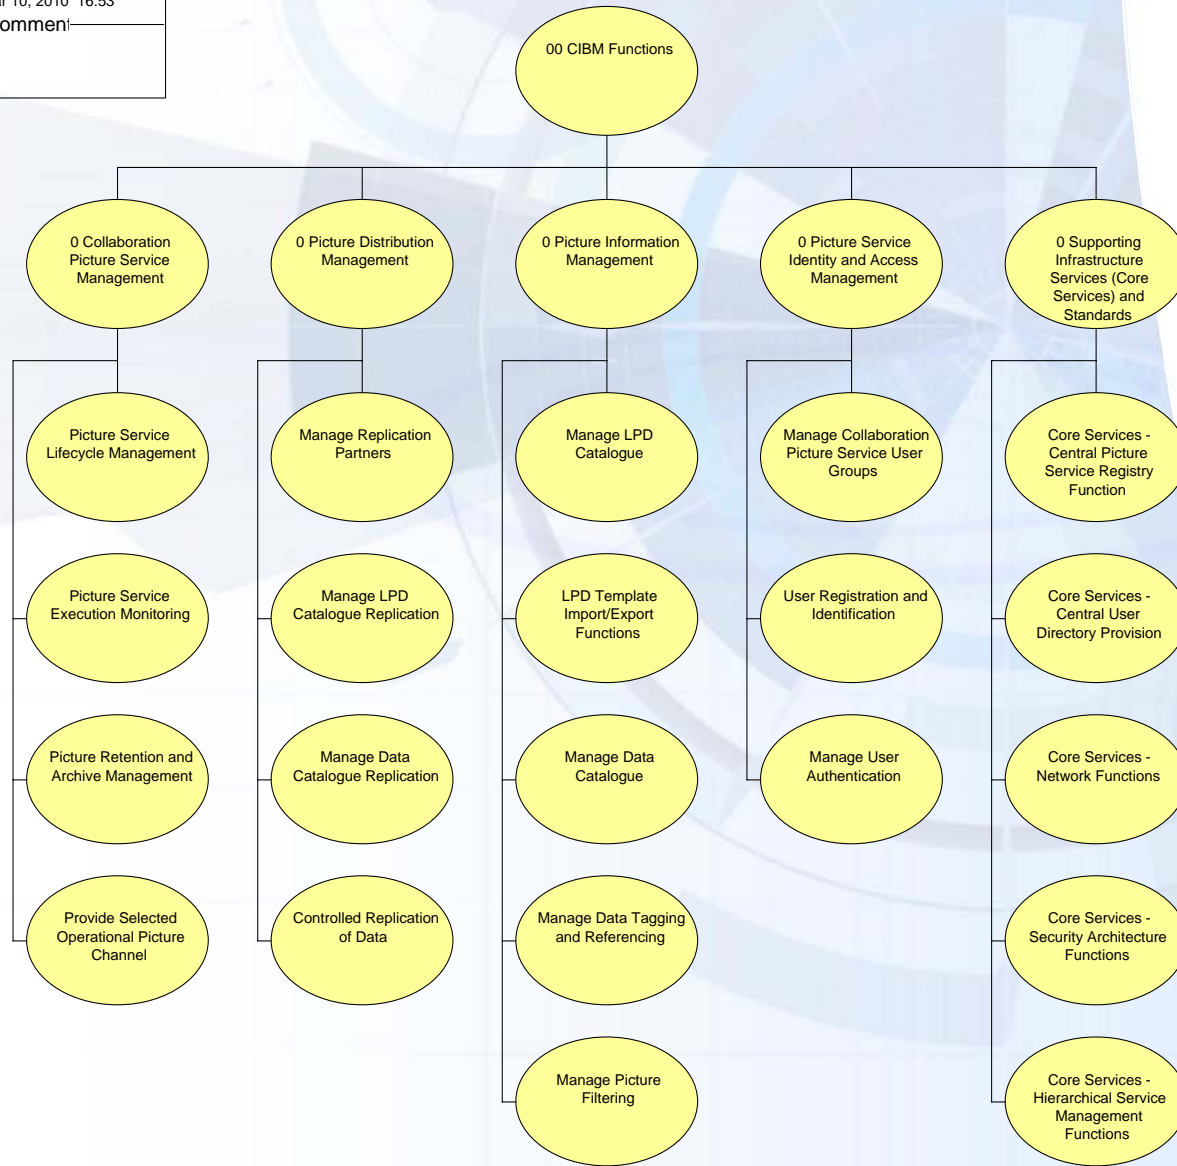 10, 2010 16:53
omment
00 CIBM Functions
0 Collaboration
Picture Service
Management
0 Picture Distribution
Management
0 Picture Information
Management
0 Picture Service
Identity and Access
Management
0 Supporting
Infrastructure
Services (Core
Services) and
Standards
Picture Service
Lifecycle Management
Manage Replication
Partners
Manage LPD
Catalogue
Manage Collaboration
Picture Service User
Groups
Core Services -
Central Picture
Service Registry
Function
Picture Service
Execution Monitoring
Manage LPD
Catalogue Replication
LPD Template
Import/Export
Functions
User Registration and
Identification
Core Services -
Central User
Directory Provision
Picture Retention and
Archive Management
Manage Data
Catalogue Replication
Manage Data
Catalogue
Manage User
Authentication
Core Services -
Network Functions
Provide Selected
Operational Picture
Channel
Controlled Replication
of Data
Manage Data Tagging
and Referencing
Core Services -
Security Architecture
Functions
Manage Picture
Filtering
Core Services -
Hierarchical Service
Management
Functions